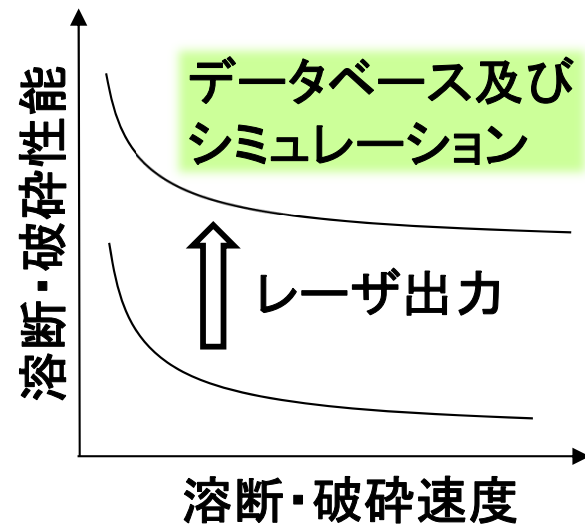 データベース及び
シミュレーション
溶断・破砕性能
レーザ出力
溶断・破砕速度